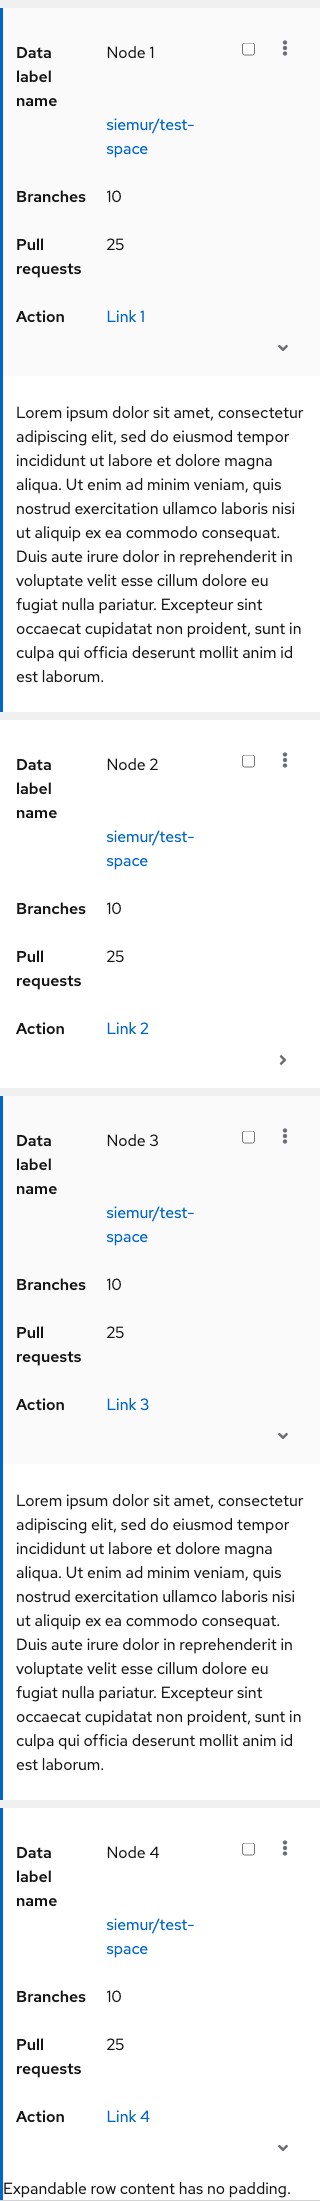 Data Node 1
label
name
siemur/test-
space
Branches 10
Pull 25
requests
Action Link 1
Lorem ipsum dolor sit amet, consectetur
adipiscing elit, sed do eiusmod tempor
incididunt ut labore et dolore magna
aliqua. Ut enim ad minim veniam, quis
nostrud exercitation ullamco laboris nisi
ut aliquip ex ea commodo consequat.
Duis aute irure dolor in reprehenderit in
voluptate velit esse cillum dolore eu
fugiat nulla pariatur. Excepteur sint
occaecat cupidatat non proident, sunt in
culpa qui officia deserunt mollit anim id
est laborum.
Data Node 2
label
name
siemur/test-
space
Branches 10
Pull 25
requests
Action Link 2
Data Node 3
label
name
siemur/test-
space
Branches 10
Pull 25
requests
Action Link 3
Lorem ipsum dolor sit amet, consectetur
adipiscing elit, sed do eiusmod tempor
incididunt ut labore et dolore magna
aliqua. Ut enim ad minim veniam, quis
nostrud exercitation ullamco laboris nisi
ut aliquip ex ea commodo consequat.
Duis aute irure dolor in reprehenderit in
voluptate velit esse cillum dolore eu
fugiat nulla pariatur. Excepteur sint
occaecat cupidatat non proident, sunt in
culpa qui officia deserunt mollit anim id
est laborum.
Data Node 4
label
name
siemur/test-
space
Branches 10
Pull 25
requests
Action Link 4
Expandable row content has no padding.